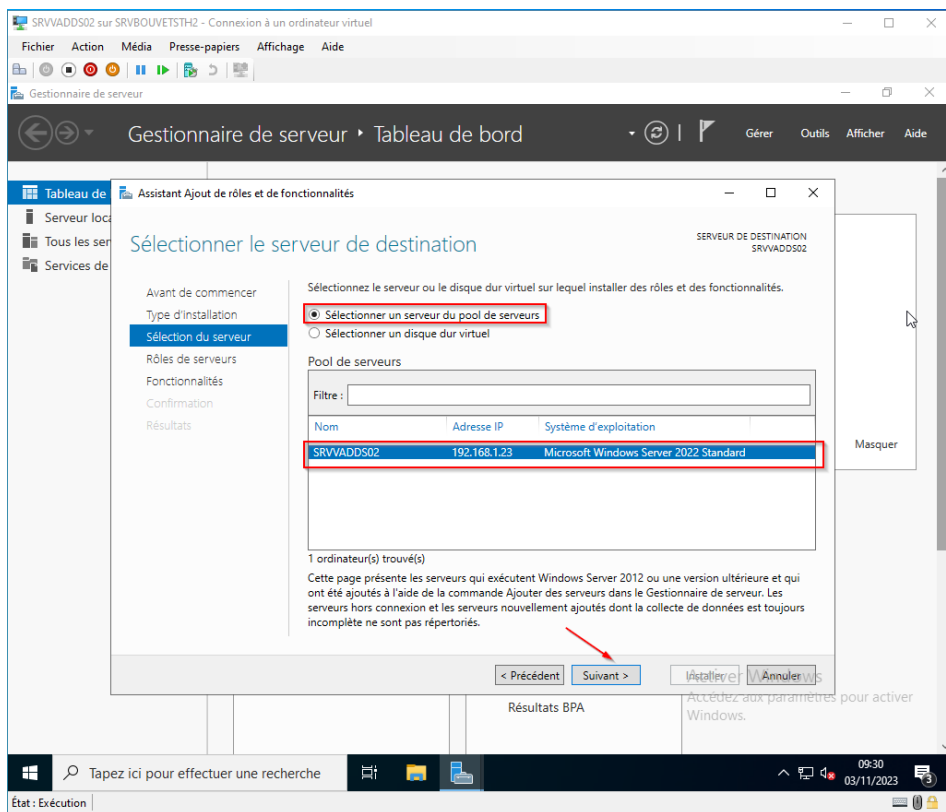 SRVVADDS02 sur SRVBOUVETSTH2 - Connexion à un ordinateur virtuel
Fichier Action Média Presse-papiers Affichage Aide
Gestionnaire de serveur
Gestionnaire de serveur ‣ Tableau de bord
Gérer Outils Afficher Aide
Tableau de
Serveur loca
Tous les ser
Services de
Assistant Ajout de rôles et de fonctionnalités
Sélectionner le serveur de destination
SERVEUR DE DESTINATION
SRVVADDS02
Avant de commencer
Type d'installation
Sélection du serveur
Rôles de serveurs
Fonctionnalités
Confirmation
Résultats
Sélectionnez le serveur ou le disque dur virtuel sur lequel installer des rôles et des fonctionnalités.
Sélectionner un serveur du pool de serveurs
Sélectionner un disque dur virtuel
Pool de serveurs
Filtre :
Nom Adresse IP Système d'exploitation
SRVVADDS02 192.168.1.23 Microsoft Windows Server 2022 Standard
1 ordinateur(s) trouvé(s)
Cette page présente les serveurs qui exécutent Windows Server 2012 ou une version ultérieure et qui
ont été ajoutés à l'aide de la commande Ajouter des serveurs dans le Gestionnaire de serveur. Les
serveurs hors connexion et les serveurs nouvellement ajoutés dont la collecte de données est toujours
incomplète ne sont pas répertoriés.
< Précédent Suivant > Installer Annuler
Masquer
Résultats BPA
Activer Windows
Accédez aux paramètres pour activer
Windows.
Tapez ici pour effectuer une recherche
09:30
03/11/2023
3
État : Exécution